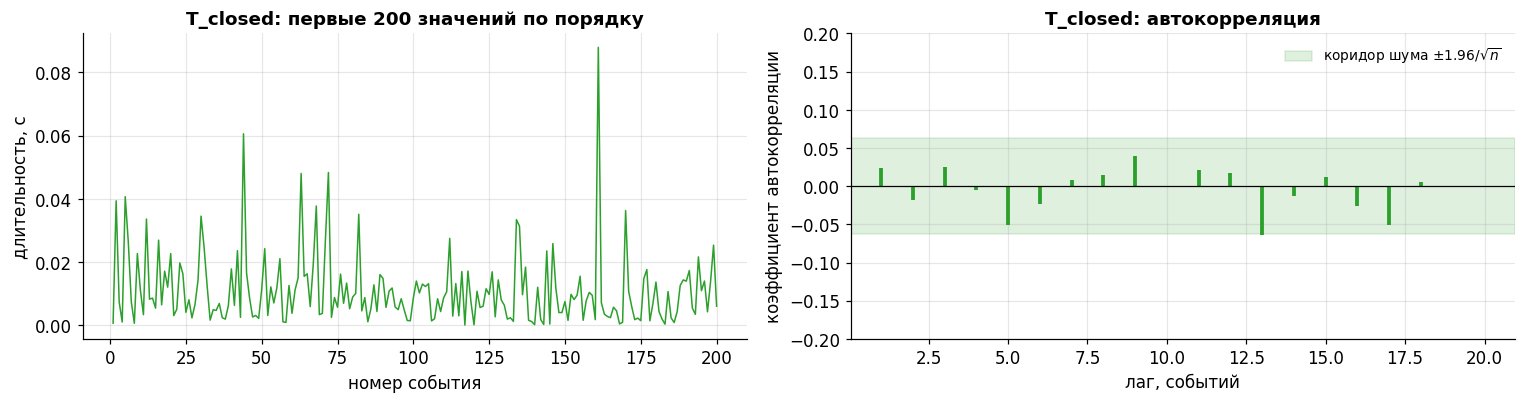 T_closed: первые 200 значений по порядку
длительность, с
0.08
0.06
0.04
0.02
0.00
0 25 50 75 100 125 150 175 200
номер события
T_closed: автокорреляция
коэффициент автокорреляции
0.20
0.15
0.10
0.05
0.00
−0.05
−0.10
−0.15
−0.20
коридор шума ±1.96/√n
2.5 5.0 7.5 10.0 12.5 15.0 17.5 20.0
лаг, событий